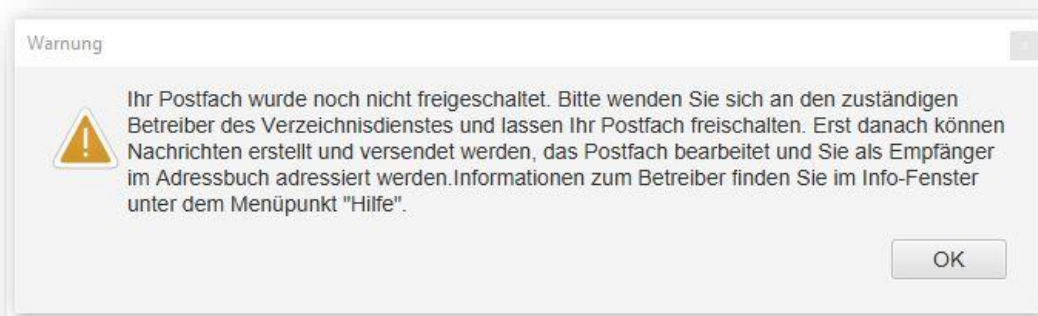 Warnung
Ihr Postfach wurde noch nicht freigeschaltet. Bitte wenden Sie sich an den zuständigen
Betreiber des Verzeichnisdienstes und lassen Ihr Postfach freischalten. Erst danach können
Nachrichten erstellt und versendet werden, das Postfach bearbeitet und Sie als Empfänger
im Adressbuch adressiert werden.Informationen zum Betreiber finden Sie im Info-Fenster
unter dem Menüpunkt "Hilfe".
OK